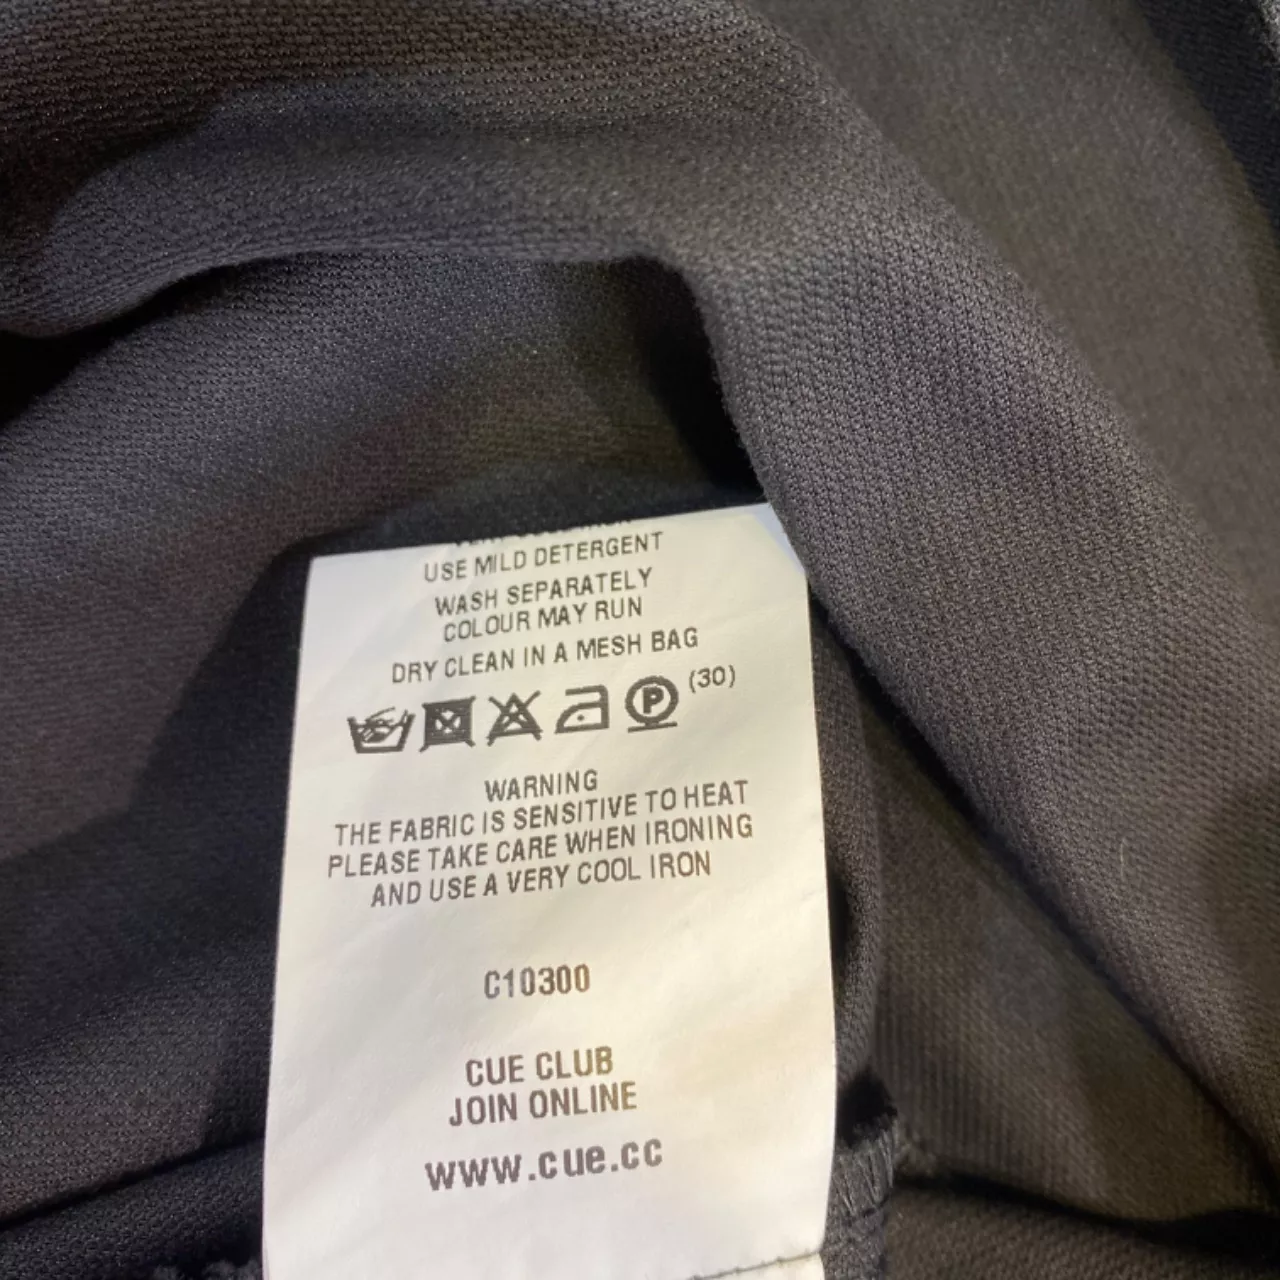 USE MILD DETERGENT
WASH SEPARATELY
COLOUR MAY RUN
DRY CLEAN IN A MESH BAG
P (30)
WARNING
THE FABRIC IS SENSITIVE TO HEAT
PLEASE TAKE CARE WHEN IRONING
AND USE A VERY COOL IRON
C10300
CUE CLUB
JOIN ONLINE
www.cue.cc